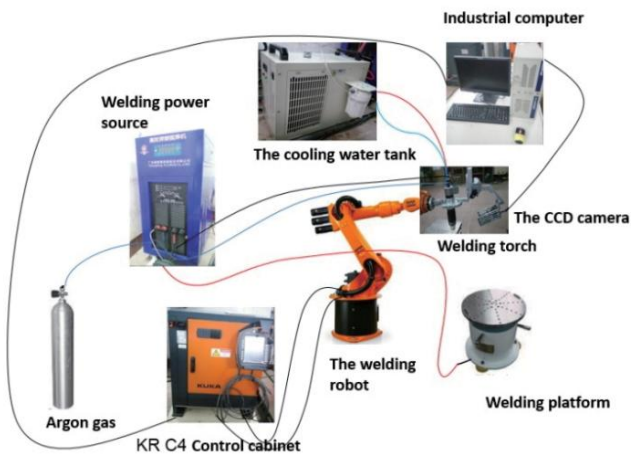 Industrial computer
Welding power
source
The cooling water tank
The CCD camera
Welding torch
KUKA
The welding
robot
Welding platform
Argon gas
KR C4 Control cabinet